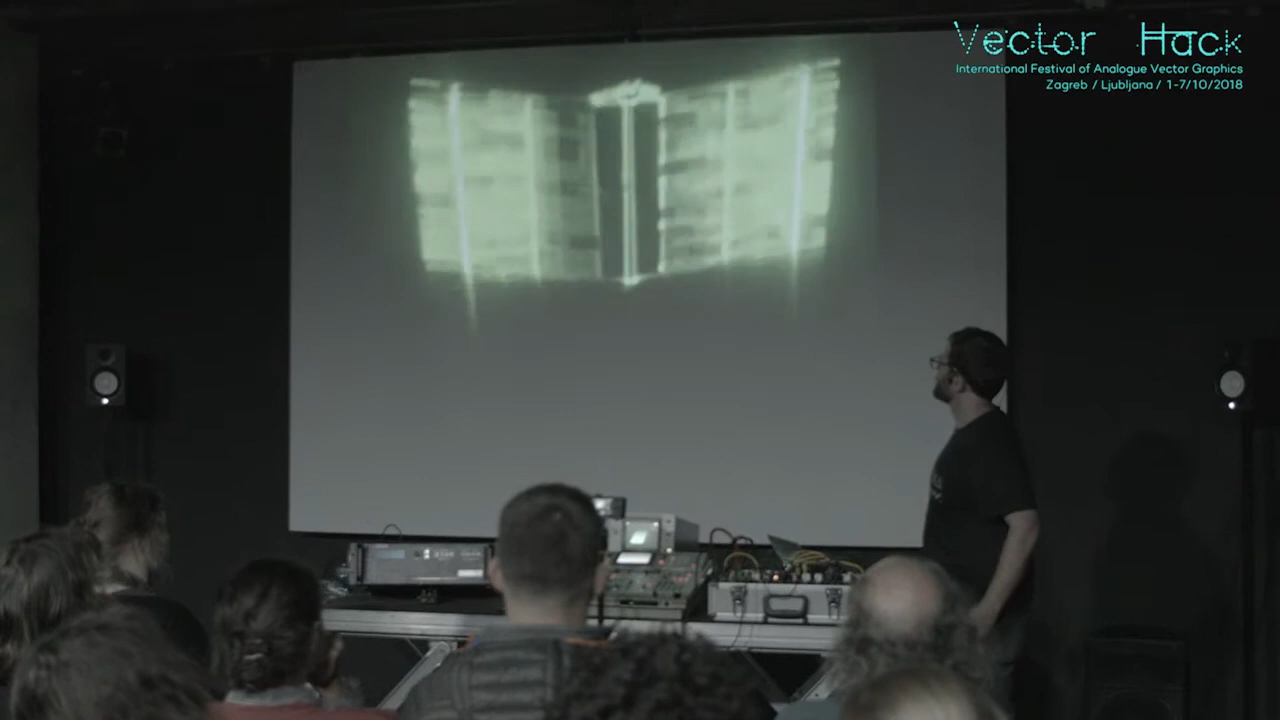 Vector Hack
International Festival of Analogue Vector Graphics
Zagreb / Ljubljana / 1-7/10/2018